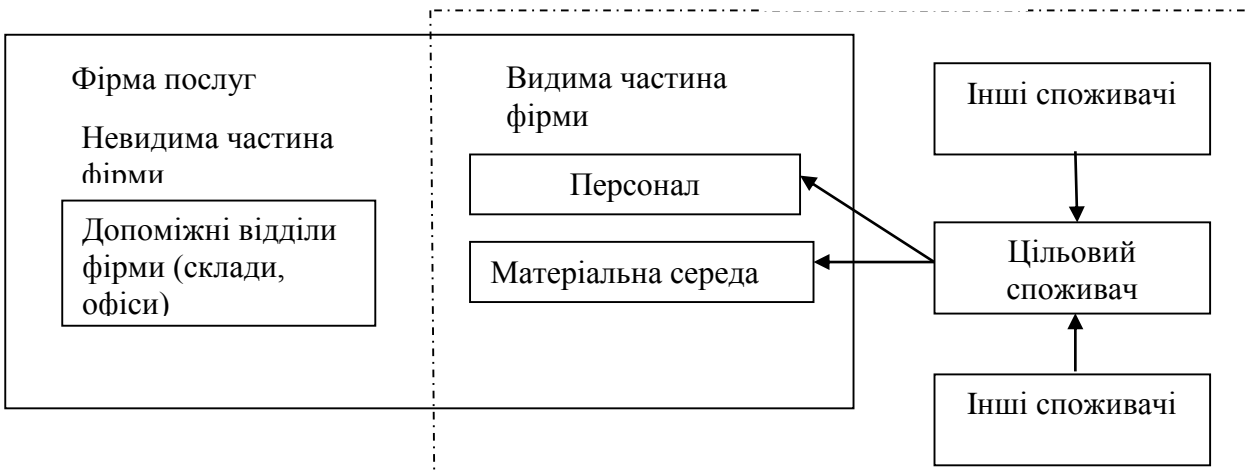 Фірма послуг
Невидима частина
фірми
Допоміжні відділи
фірми (склади,
офіси)
Видима частина
фірми
Персонал
Матеріальна середа
Інші споживачі
Цільовий
споживач
Інші споживачі